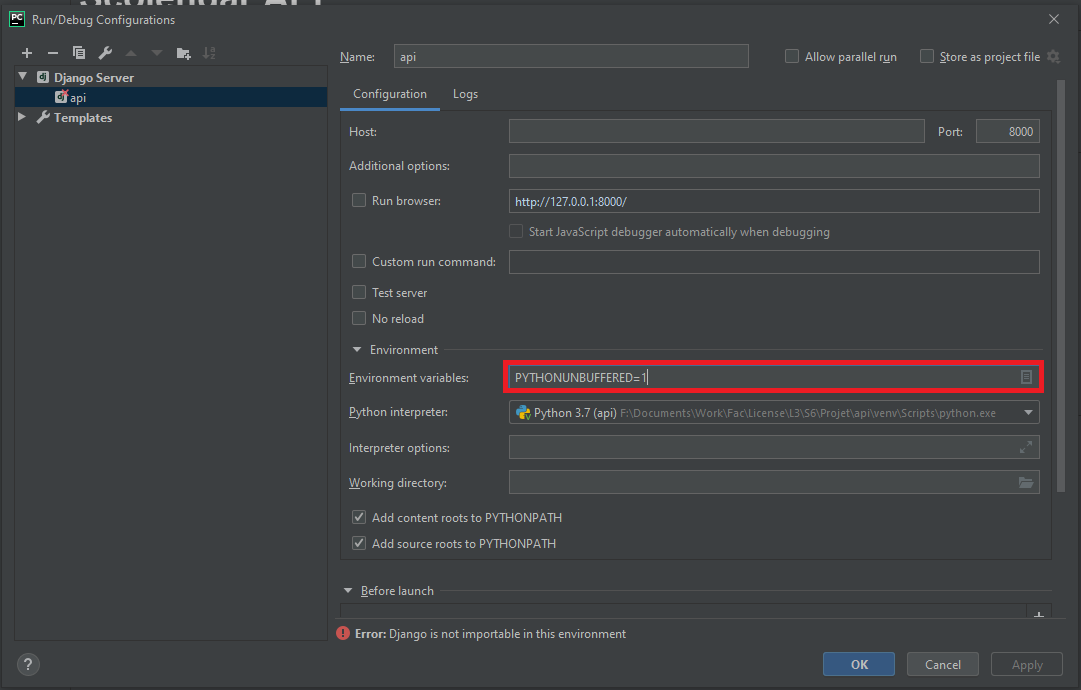 PC Run/Debug Configurations
Name: api Allow parallel run Store as project file
Django Server
api
Templates
Configuration Logs
Host: Port: 8000
Additional options:
Run browser: http://127.0.0.1:8000/
Start JavaScript debugger automatically when debugging
Custom run command:
Test server
No reload
Environment
Environment variables: PYTHONUNBUFFERED=1
Python interpreter: Python 3.7 (api) F:\Documents\Work\Fac\License\L3\S6\Projet\api\venv\Scripts\python.exe
Interpreter options:
Working directory:
Add content roots to PYTHONPATH
Add source roots to PYTHONPATH
Before launch
Error: Django is not importable in this environment
? OK Cancel Apply